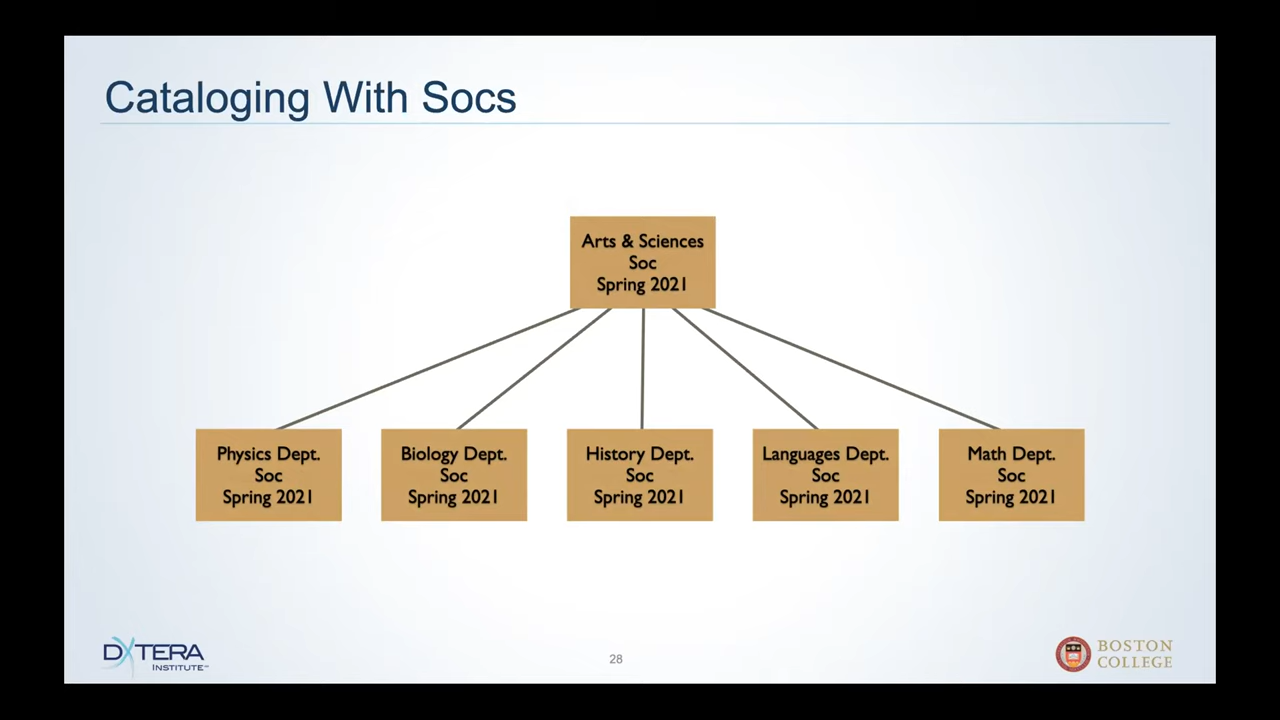 Cataloging With Socs
Arts & Sciences
Soc
Spring 2021
Physics Dept.
Soc
Spring 2021
Biology Dept.
Soc
Spring 2021
History Dept.
Soc
Spring 2021
Languages Dept.
Soc
Spring 2021
Math Dept.
Soc
Spring 2021
DXTERA
INSTITUTE
28
BOSTON
COLLEGE